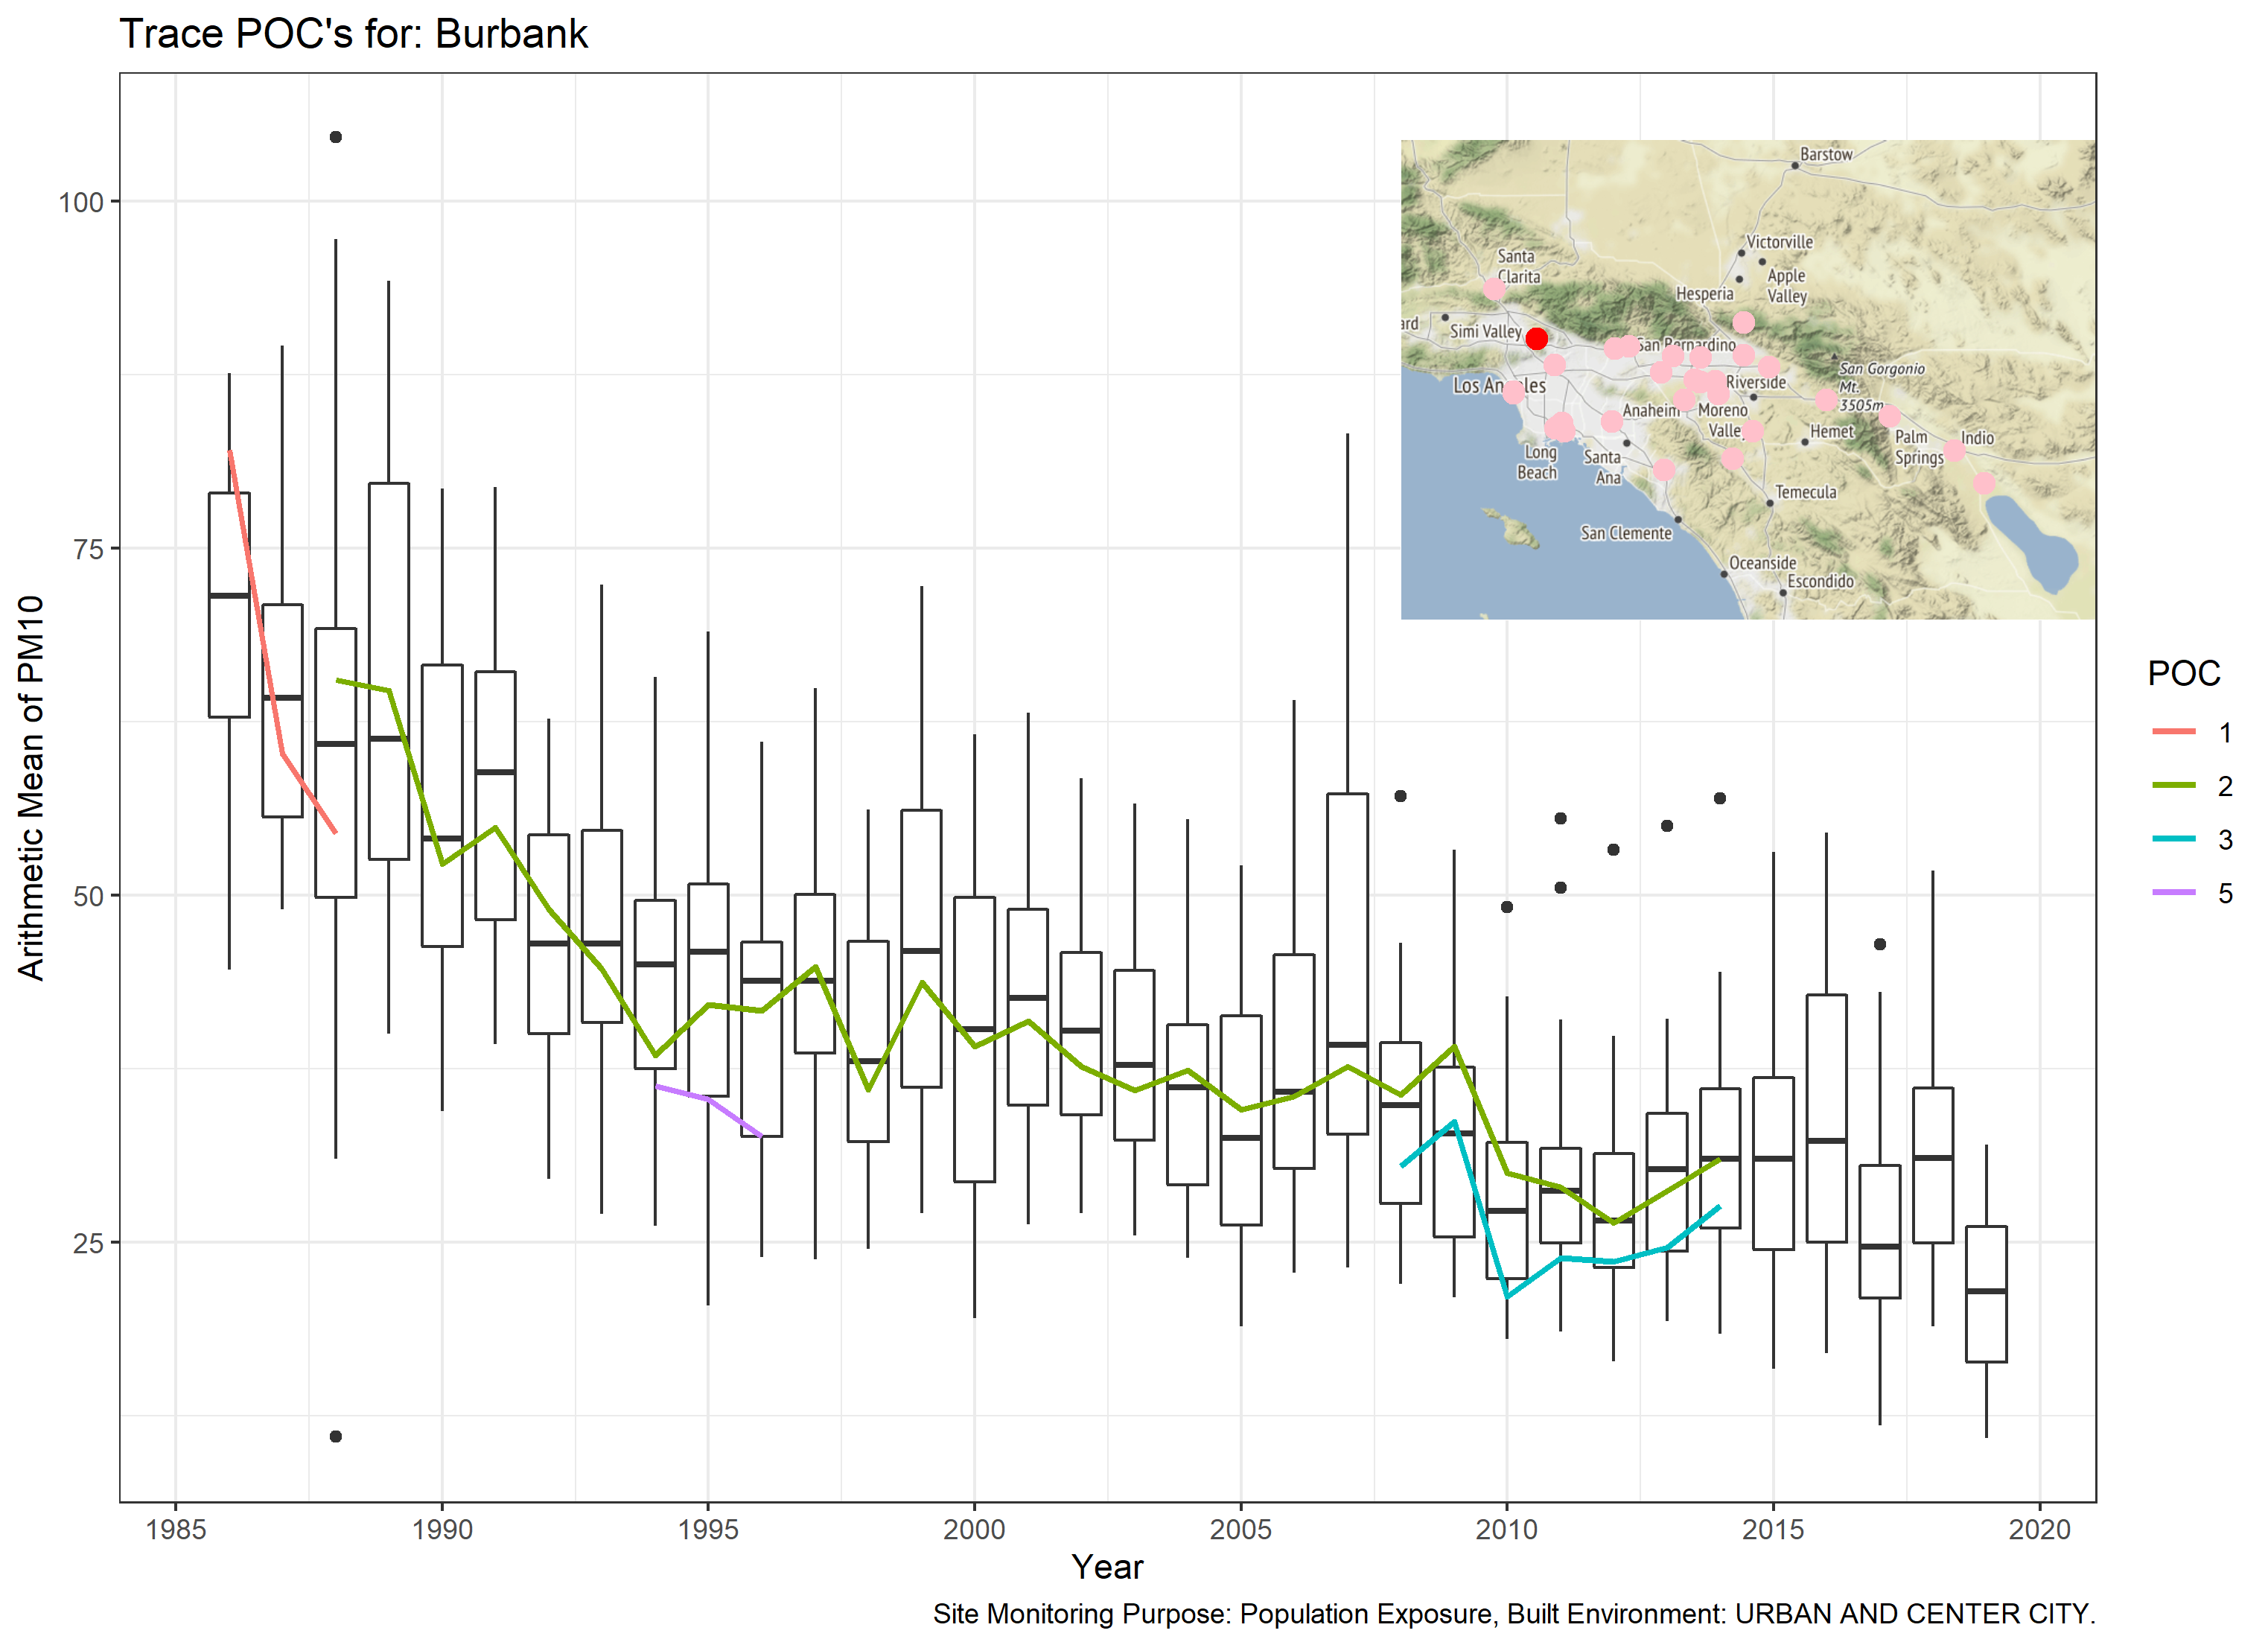 Trace POC's for: Burbank
Arithmetic Mean of PM10
100
75
50
25
Barstow
Victorville
Santa
Clarita
Apple
Valley
Hesperia
ard
Simi Valley
San Bernardino
San Gorgonio
Mt.
3505m
Los Angeles
Riverside
Anaheim
Moreno
Valley
Hemet
Palm
Springs
Indio
Long
Beach
Santa
Ana
Temecula
San Clemente
Oceanside
Escondido
POC
1
2
3
5
1985
1990
1995
2000
2005
2010
2015
2020
Year
Site Monitoring Purpose: Population Exposure, Built Environment: URBAN AND CENTER CITY.